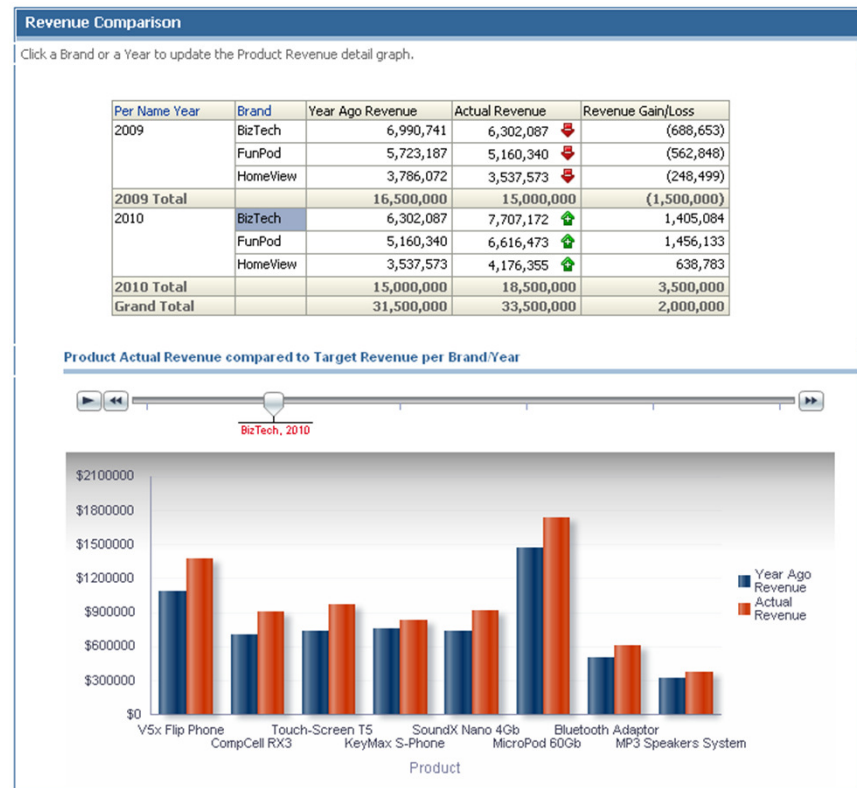 Revenue Comparison
Click a Brand or a Year to update the Product Revenue detail graph.
Per Name Year Brand Year Ago Revenue Actual Revenue Revenue Gain/Loss
2009 BizTech 6,990,741 6,302,087 (688,653)
FunPod 5,723,187 5,160,340 (562,848)
HomeView 3,786,072 3,537,573 (248,499)
2009 Total 16,500,000 15,000,000 (1,500,000)
2010 BizTech 6,302,087 7,707,172 1,405,084
FunPod 5,160,340 6,616,473 1,456,133
HomeView 3,537,573 4,176,355 638,783
2010 Total 15,000,000 18,500,000 3,500,000
Grand Total 31,500,000 33,500,000 2,000,000
Product Actual Revenue compared to Target Revenue per Brand/Year
BizTech, 2010
$2100000
$1800000
$1500000
$1200000
$900000
$600000
$300000
$0
Year Ago
Revenue
Actual
Revenue
V5x Flip Phone Touch-Screen T5 SoundX Nano 4Gb Bluetooth Adaptor
CompCell RX3 KeyMax S-Phone MicroPod 60Gb MP3 Speakers System
Product